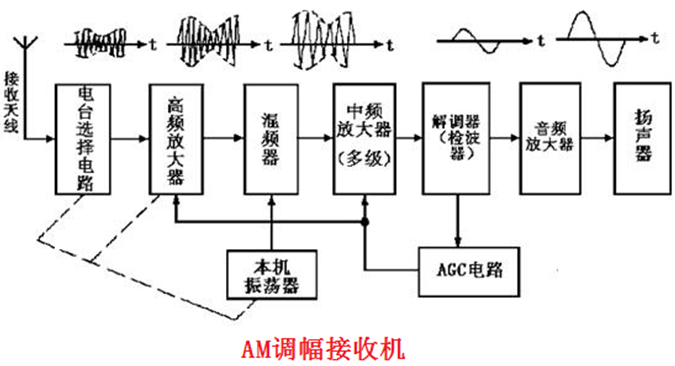 t
t
t
t
t
接收天线
电台选择电路
高频放大器
混频器
中频
放大器
(多级)
解调器
(检波
器)
音频
放大器
扬声器
本机
振荡器
AGC电路
AM调幅接收机